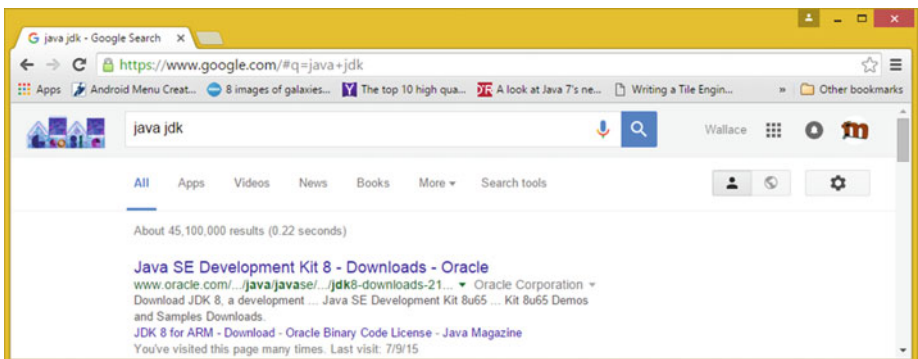 java jdk - Google Search
https://www.google.com/#q=java+jdk
Apps Android Menu Creat... 8 images of galaxies... The top 10 high qua... A look at Java 7's ne... Writing a Tile Engin... » Other bookmarks
java jdk Wallace
All Apps Videos News Books More Search tools
About 45,100,000 results (0.22 seconds)
Java SE Development Kit 8 - Downloads - Oracle
www.oracle.com/.../java/javase/.../jdk8-downloads-21... Oracle Corporation
Download JDK 8, a development ... Java SE Development Kit 8u65 ... Kit 8u65 Demos
and Samples Downloads.
JDK 8 for ARM - Download - Oracle Binary Code License - Java Magazine
You've visited this page many times. Last visit: 7/9/15